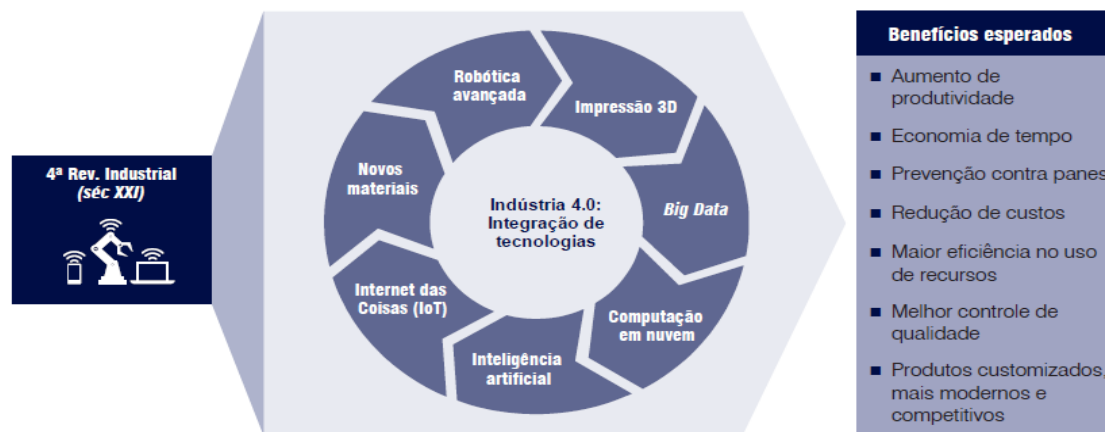 4ª Rev. Industrial
(séc XXI)
Robótica
avançada
Impressão 3D
Big Data
Computação
em nuvem
Inteligência
artificial
Internet das
Coisas (IoT)
Novos
materiais
Indústria 4.0:
Integração de
tecnologias
Benefícios esperados
■ Aumento de
produtividade
■ Economia de tempo
■ Prevenção contra panes
■ Redução de custos
■ Maior eficiência no uso
de recursos
■ Melhor controle de
qualidade
■ Produtos customizados,
mais modernos e
competitivos